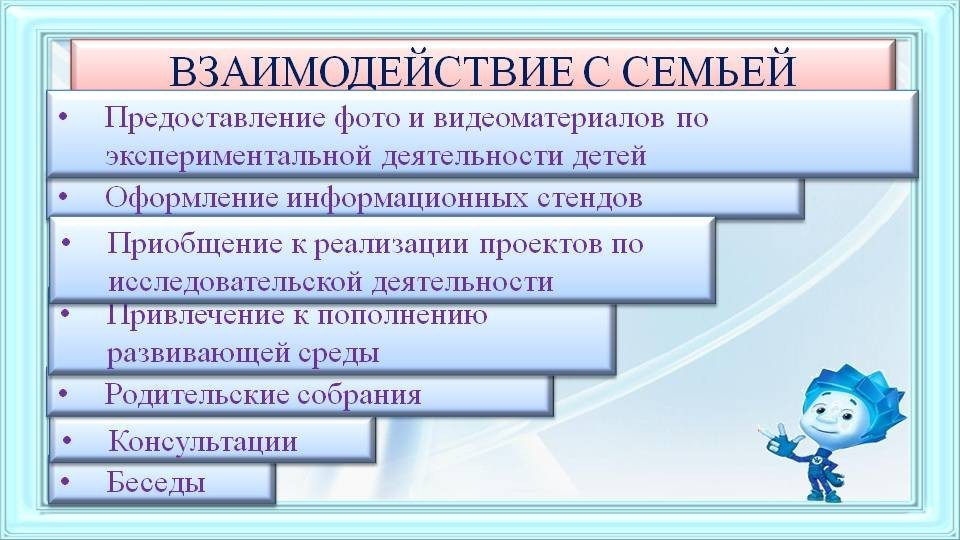 ВЗАИМОДЕЙСТВИЕ С СЕМЬЕЙ
• Предоставление фото и видеоматериалов по
экспериментальной деятельности детей
• Оформление информационных стендов
• Приобщение к реализации проектов по
исследовательской деятельности
• Привлечение к пополнению
развивающей среды
• Родительские собрания
• Консультации
• Беседы